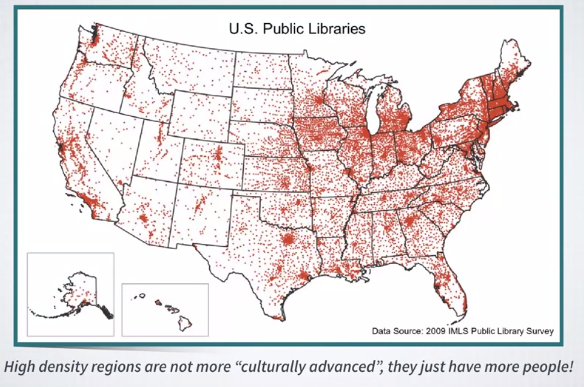 U.S. Public Libraries
Data Source: 2009 IMLS Public Library Survey
High density regions are not more “culturally advanced”, they just have more people!